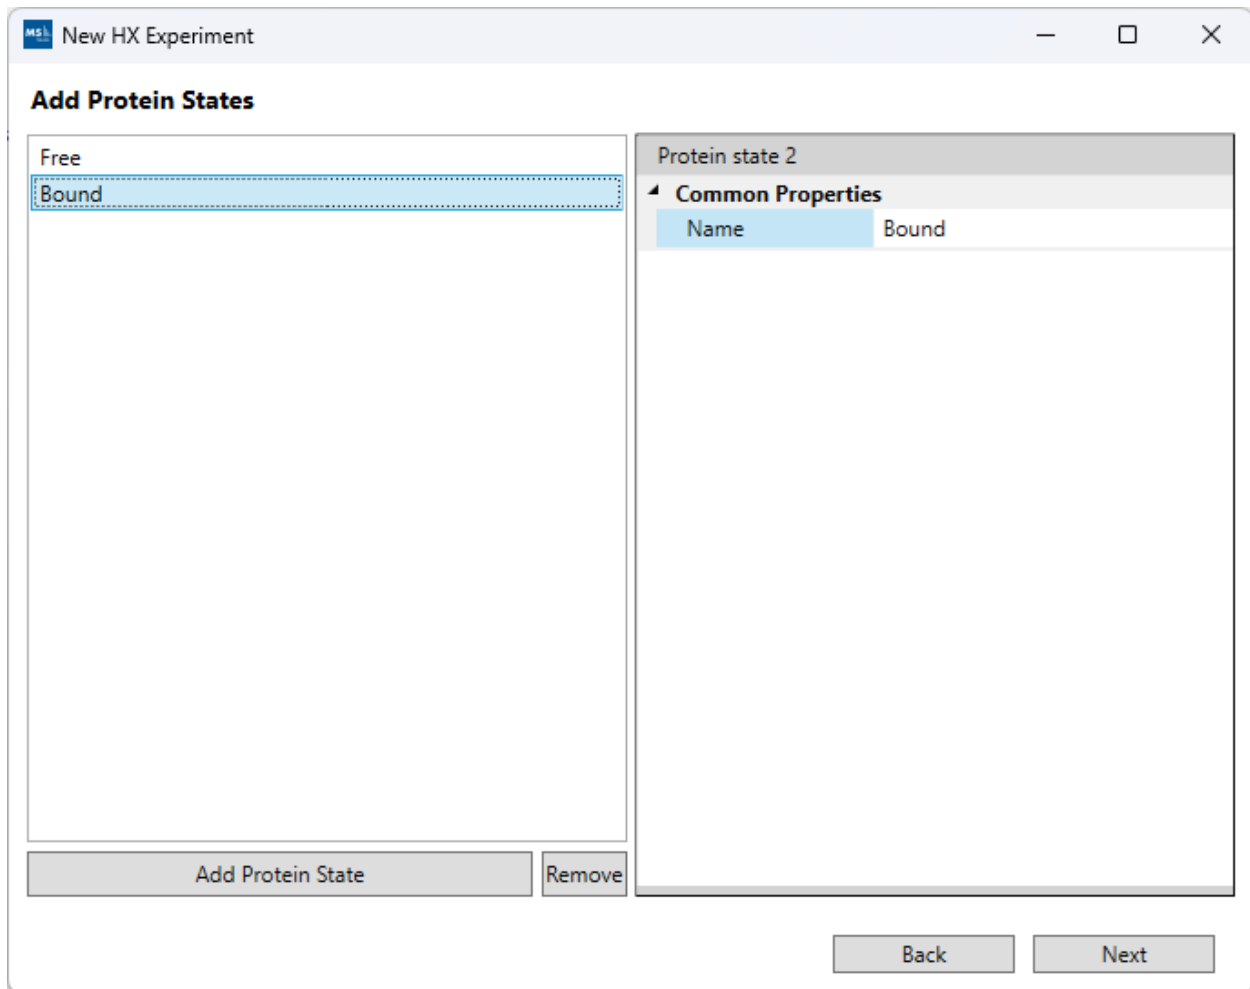 New HX Experiment
Add Protein States
Free
Bound
Protein state 2
Common Properties
Name Bound
Add Protein State
Remove
Back
Next